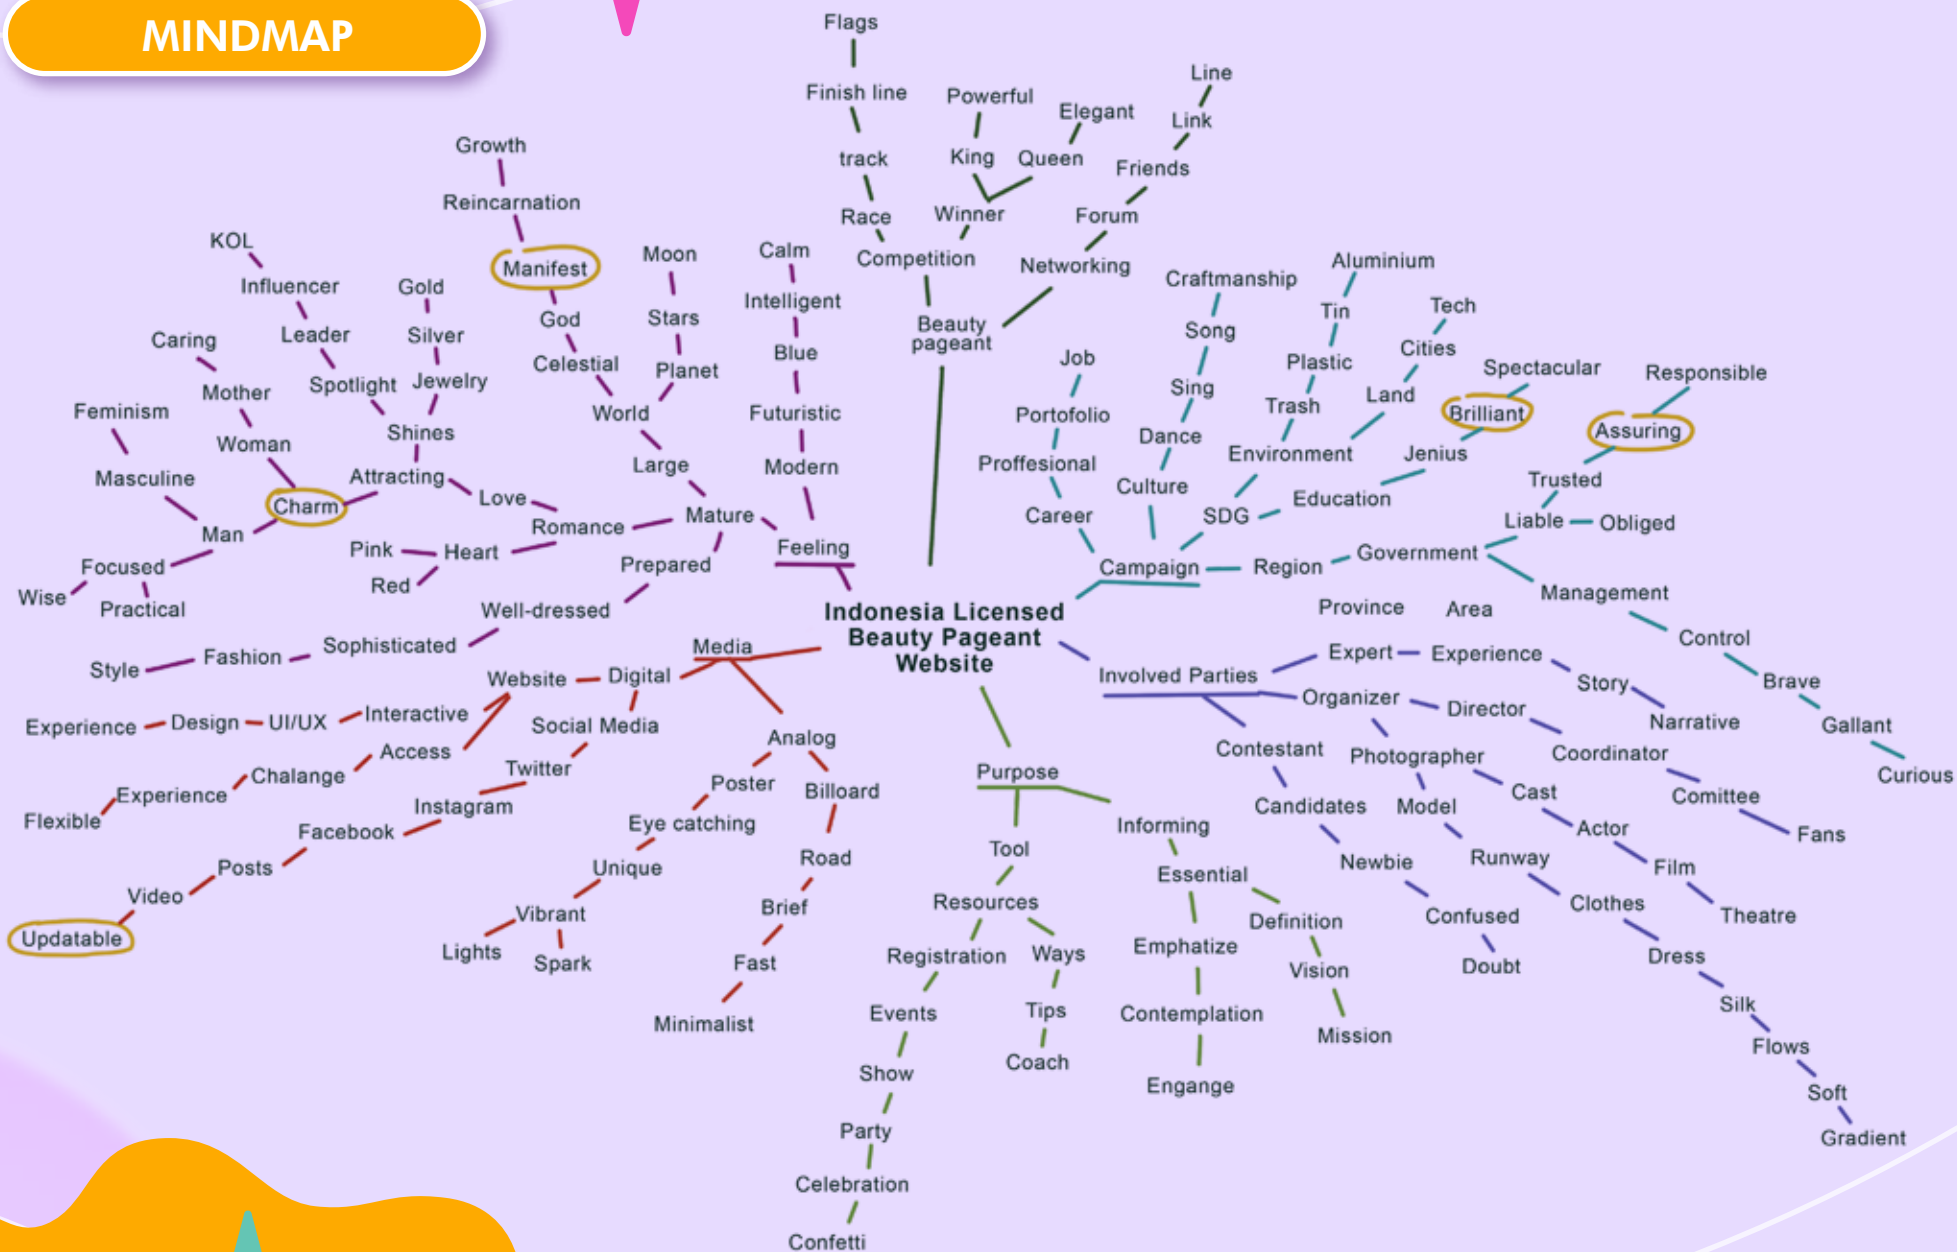 MINDMAP
Indonesia Licensed
Beauty Pageant
Website
Beauty
pageant
Competition
Race
track
Finish line
Flags
Winner
King
Powerful
Queen
Elegant
Networking
Forum
Friends
Link
Line
Campaign
Career
Proffesional
Portofolio
Job
Culture
Dance
Sing
Song
Craftmanship
SDG
Environment
Trash
Plastic
Tin
Aluminium
Land
Cities
Tech
Education
Jenius
Brilliant
Spectacular
Region
Government
Liable
Obliged
Trusted
Assuring
Responsible
Management
Control
Brave
Gallant
Curious
Province
Area
Involved Parties
Expert
Experience
Story
Narrative
Organizer
Director
Coordinator
Comittee
Fans
Photographer
Cast
Actor
Film
Theatre
Model
Runway
Clothes
Dress
Silk
Flows
Soft
Gradient
Contestant
Candidates
Newbie
Confused
Doubt
Purpose
Informing
Essential
Definition
Vision
Mission
Emphatize
Contemplation
Engange
Tool
Resources
Ways
Tips
Coach
Registration
Events
Show
Party
Celebration
Confetti
Media
Analog
Billoard
Road
Brief
Fast
Minimalist
Poster
Eye catching
Unique
Vibrant
Lights
Spark
Digital
Social Media
Twitter
Instagram
Facebook
Posts
Video
Updatable
Website
Interactive
UI/UX
Design
Experience
Access
Chalange
Experience
Flexible
Feeling
Modern
Futuristic
Blue
Intelligent
Calm
Mature
Large
World
Planet
Stars
Moon
Celestial
God
Manifest
Reincarnation
Growth
Prepared
Well-dressed
Sophisticated
Fashion
Style
Romance
Heart
Pink
Red
Love
Attracting
Shines
Jewelry
Silver
Gold
Spotlight
Leader
Influencer
KOL
Charm
Woman
Mother
Caring
Man
Masculine
Feminism
Focused
Wise
Practical